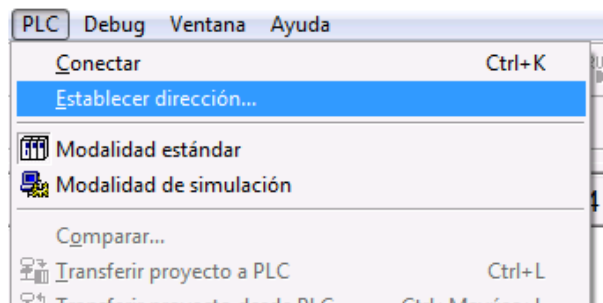 PLC Debug Ventana Ayuda
Conectar Ctrl+K
Establecer dirección...
Modalidad estándar
Modalidad de simulación
Comparar...
Transferir proyecto a PLC Ctrl+L